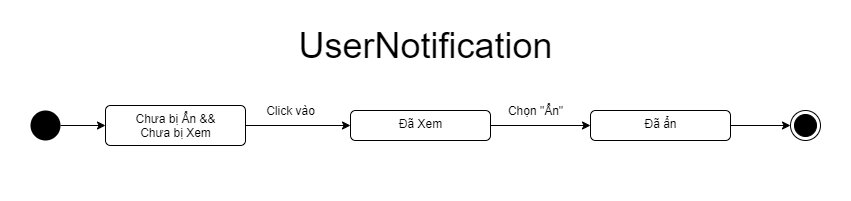 UserNotification
Chưa bị Ẩn &&
Chưa bị Xem
Click vào
Đã Xem
Chọn "Ẩn"
Đã ẩn